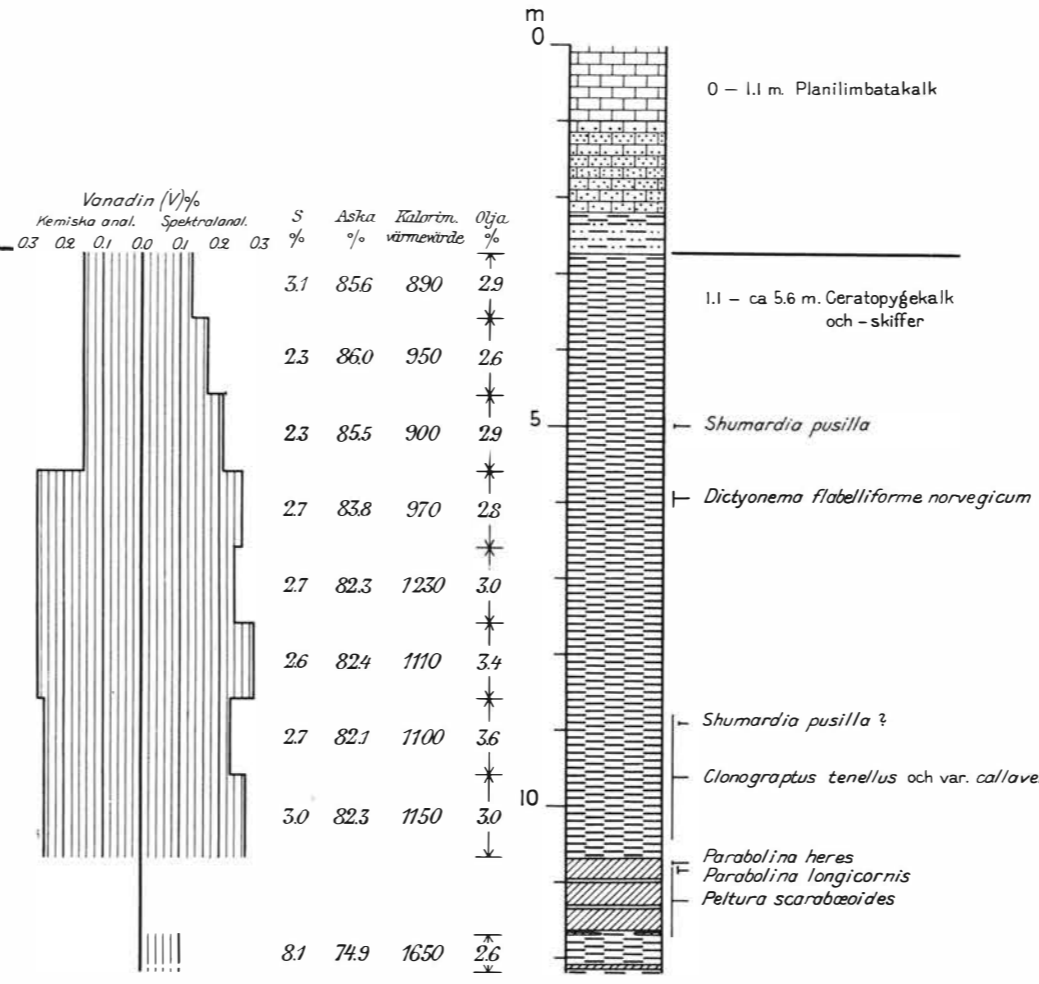 m
0
0 – 1.1 m. Planilimbatakalk
Vanadin (V)%
Kemiska anal. Spektralanal.
0.3 0.2 0.1 0.0 0.1 0.2 0.3
S Aska Kalorim. Olja
% % värmevärde %
3.1 85.6 890 2.9
1.1 – ca 5.6 m. Ceratopygekalk
och -skiffer
2.3 86.0 950 2.6
5
Shumardia pusilla
2.3 85.5 900 2.9
Dictyonema flabelliforme norvegicum
2.7 83.8 970 2.8
2.7 82.3 1230 3.0
2.6 82.4 1110 3.4
Shumardia pusilla ?
2.7 82.1 1100 3.6
Clonograptus tenellus och var. callave
10
3.0 82.3 1150 3.0
Parabolina heres
Parabolina longicornis
Peltura scarabæoides
8.1 74.9 1650 2.6